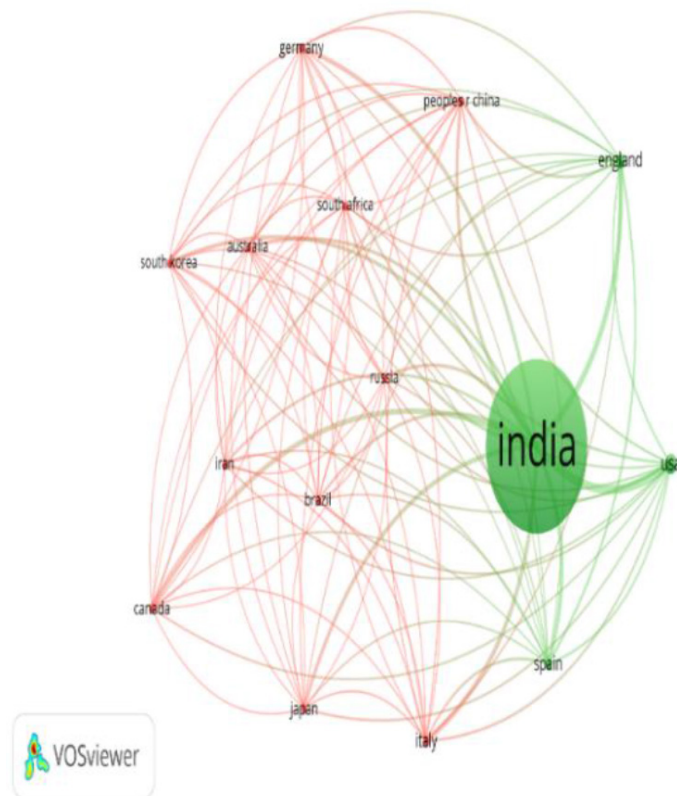 germany
peoples r china
england
south africa
australia
south korea
russia
india
iran
usa
brazil
canada
spain
japan
italy
VOSviewer